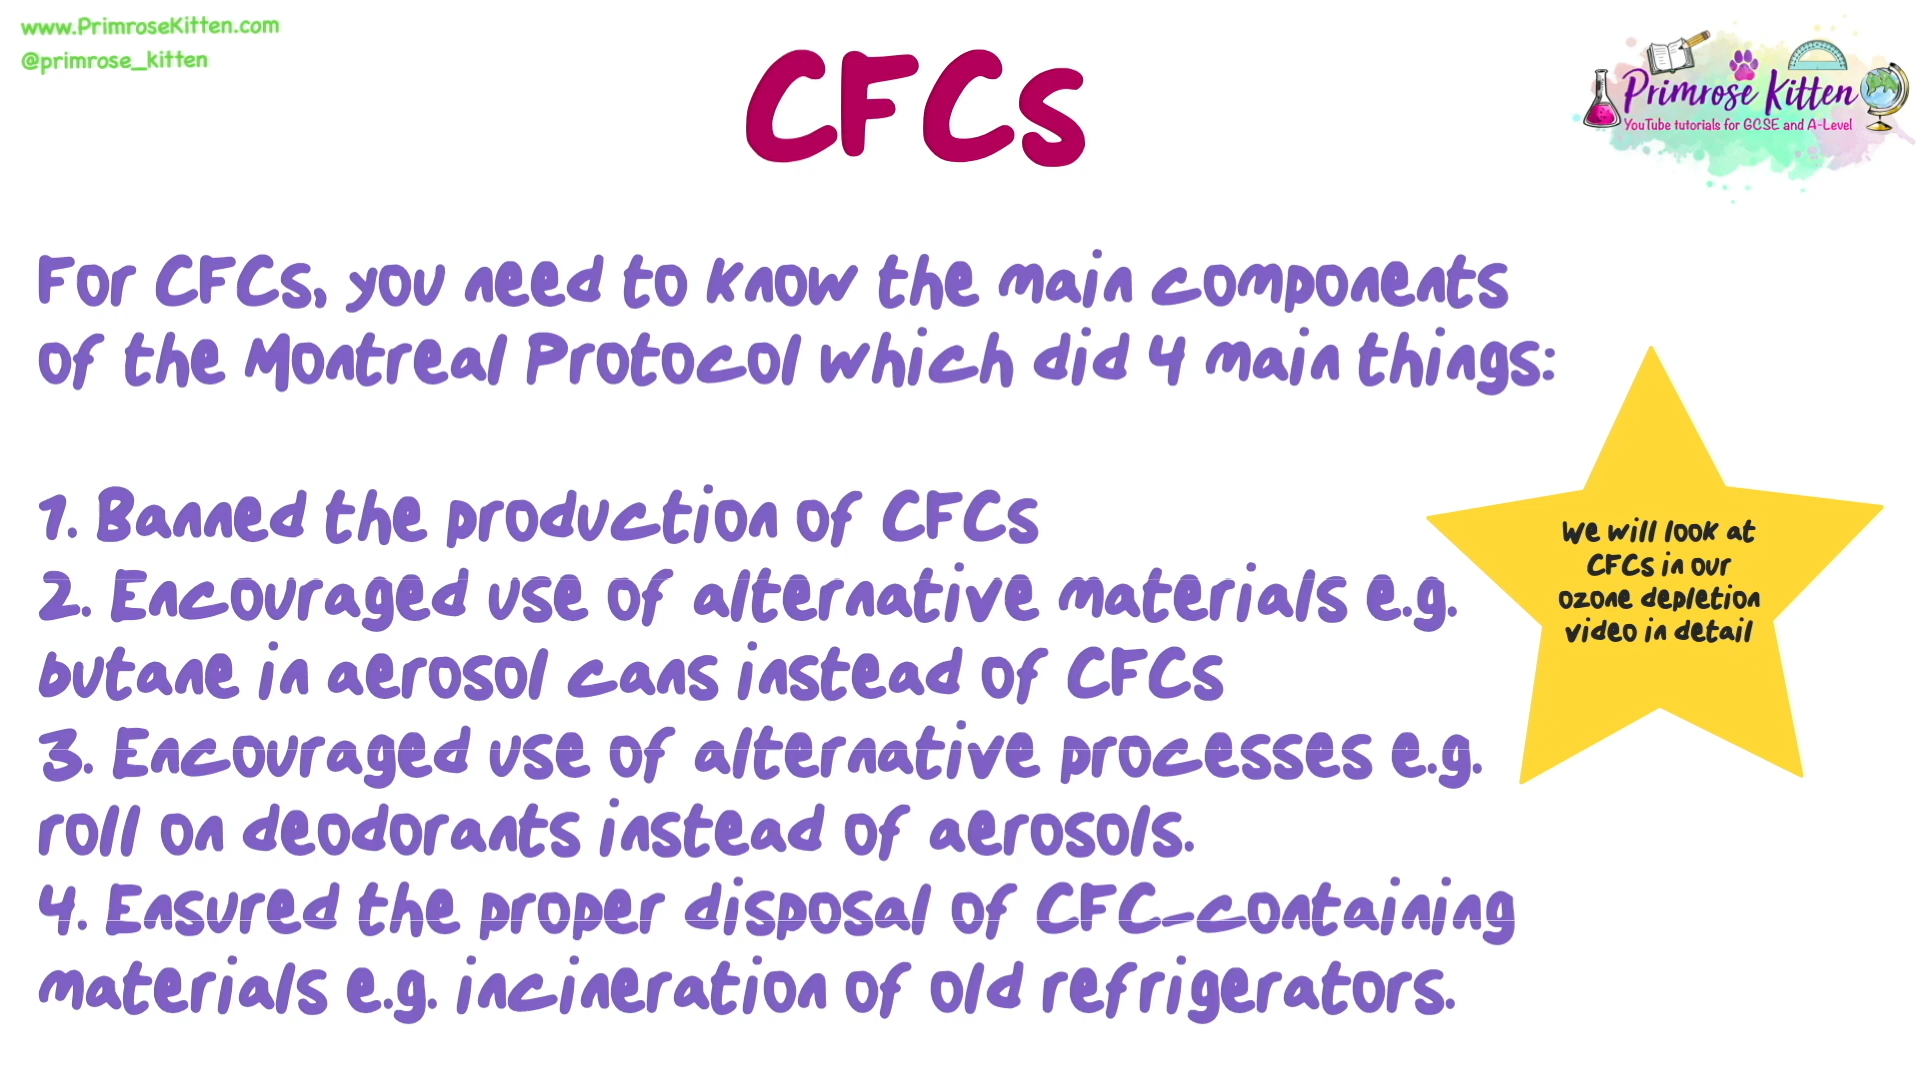 www.PrimroseKitten.com
@primrose_kitten
CFCs
Primrose Kitten
YouTube tutorials for GCSE and A-Level
For CFCs, you need to know the main components
of the Montreal Protocol which did 4 main things:
1. Banned the production of CFCs
2. Encouraged use of alternative materials e.g.
butane in aerosol cans instead of CFCs
3. Encouraged use of alternative processes e.g.
roll on deodorants instead of aerosols.
4. Ensured the proper disposal of CFC-containing
materials e.g. incineration of old refrigerators.
We will look at
CFCs in our
ozone depletion
video in detail